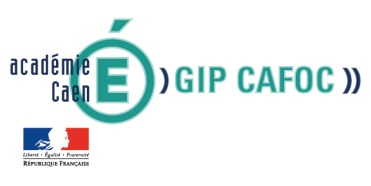 académie
Caen
É ) GIP CAFOC ))
Liberté • Égalité • Fraternité
RÉPUBLIQUE FRANÇAISE